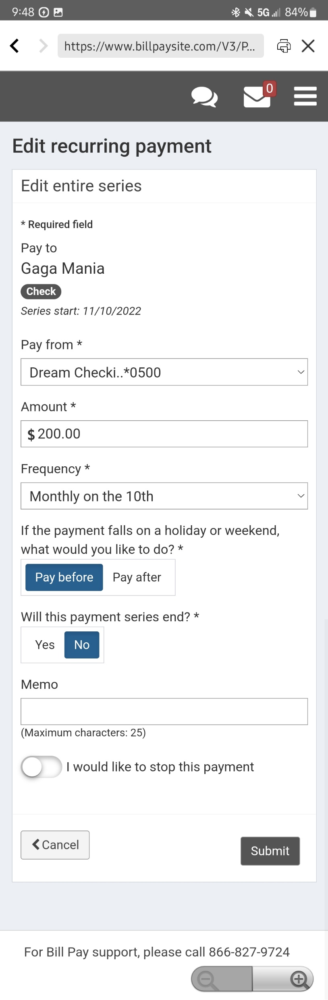 9:48
5G 84%
https://www.billpaysite.com/V3/P...
0
Edit recurring payment
Edit entire series
* Required field
Pay to
Gaga Mania
Check
Series start: 11/10/2022
Pay from *
Dream Checki..*0500
Amount *
$ 200.00
Frequency *
Monthly on the 10th
If the payment falls on a holiday or weekend,
what would you like to do? *
Pay before Pay after
Will this payment series end? *
Yes No
Memo
(Maximum characters: 25)
I would like to stop this payment
Cancel
Submit
For Bill Pay support, please call 866-827-9724